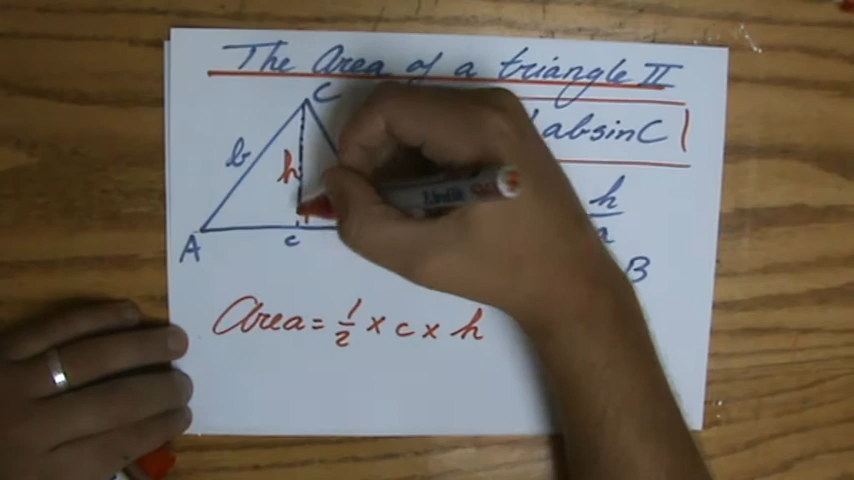 The Area of a triangle II
C
absinC
b
h
h
A
c
B
Area = 1/2 × c × h